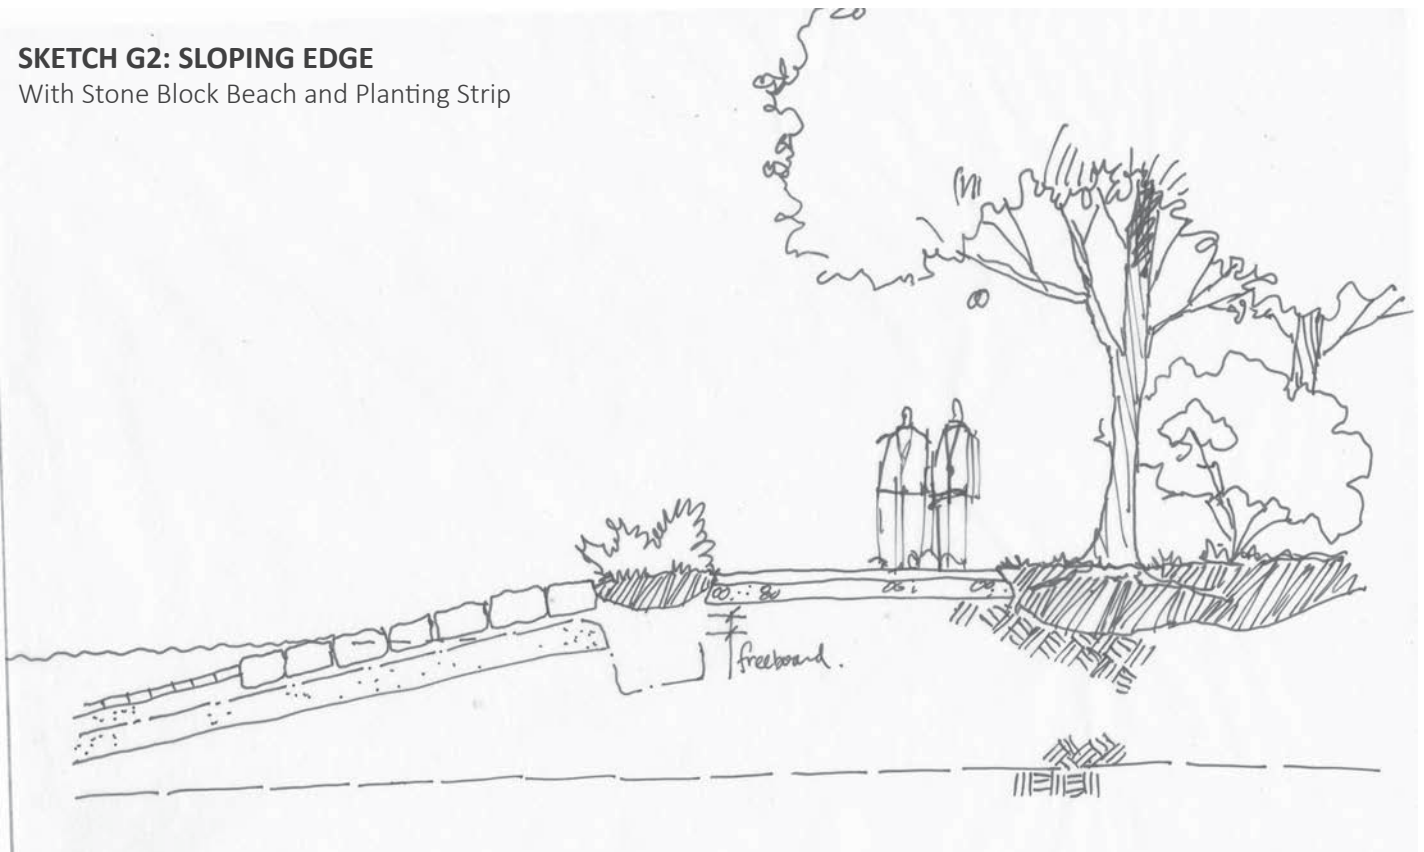 SKETCH G2: SLOPING EDGE
With Stone Block Beach and Planting Strip
freeboard.